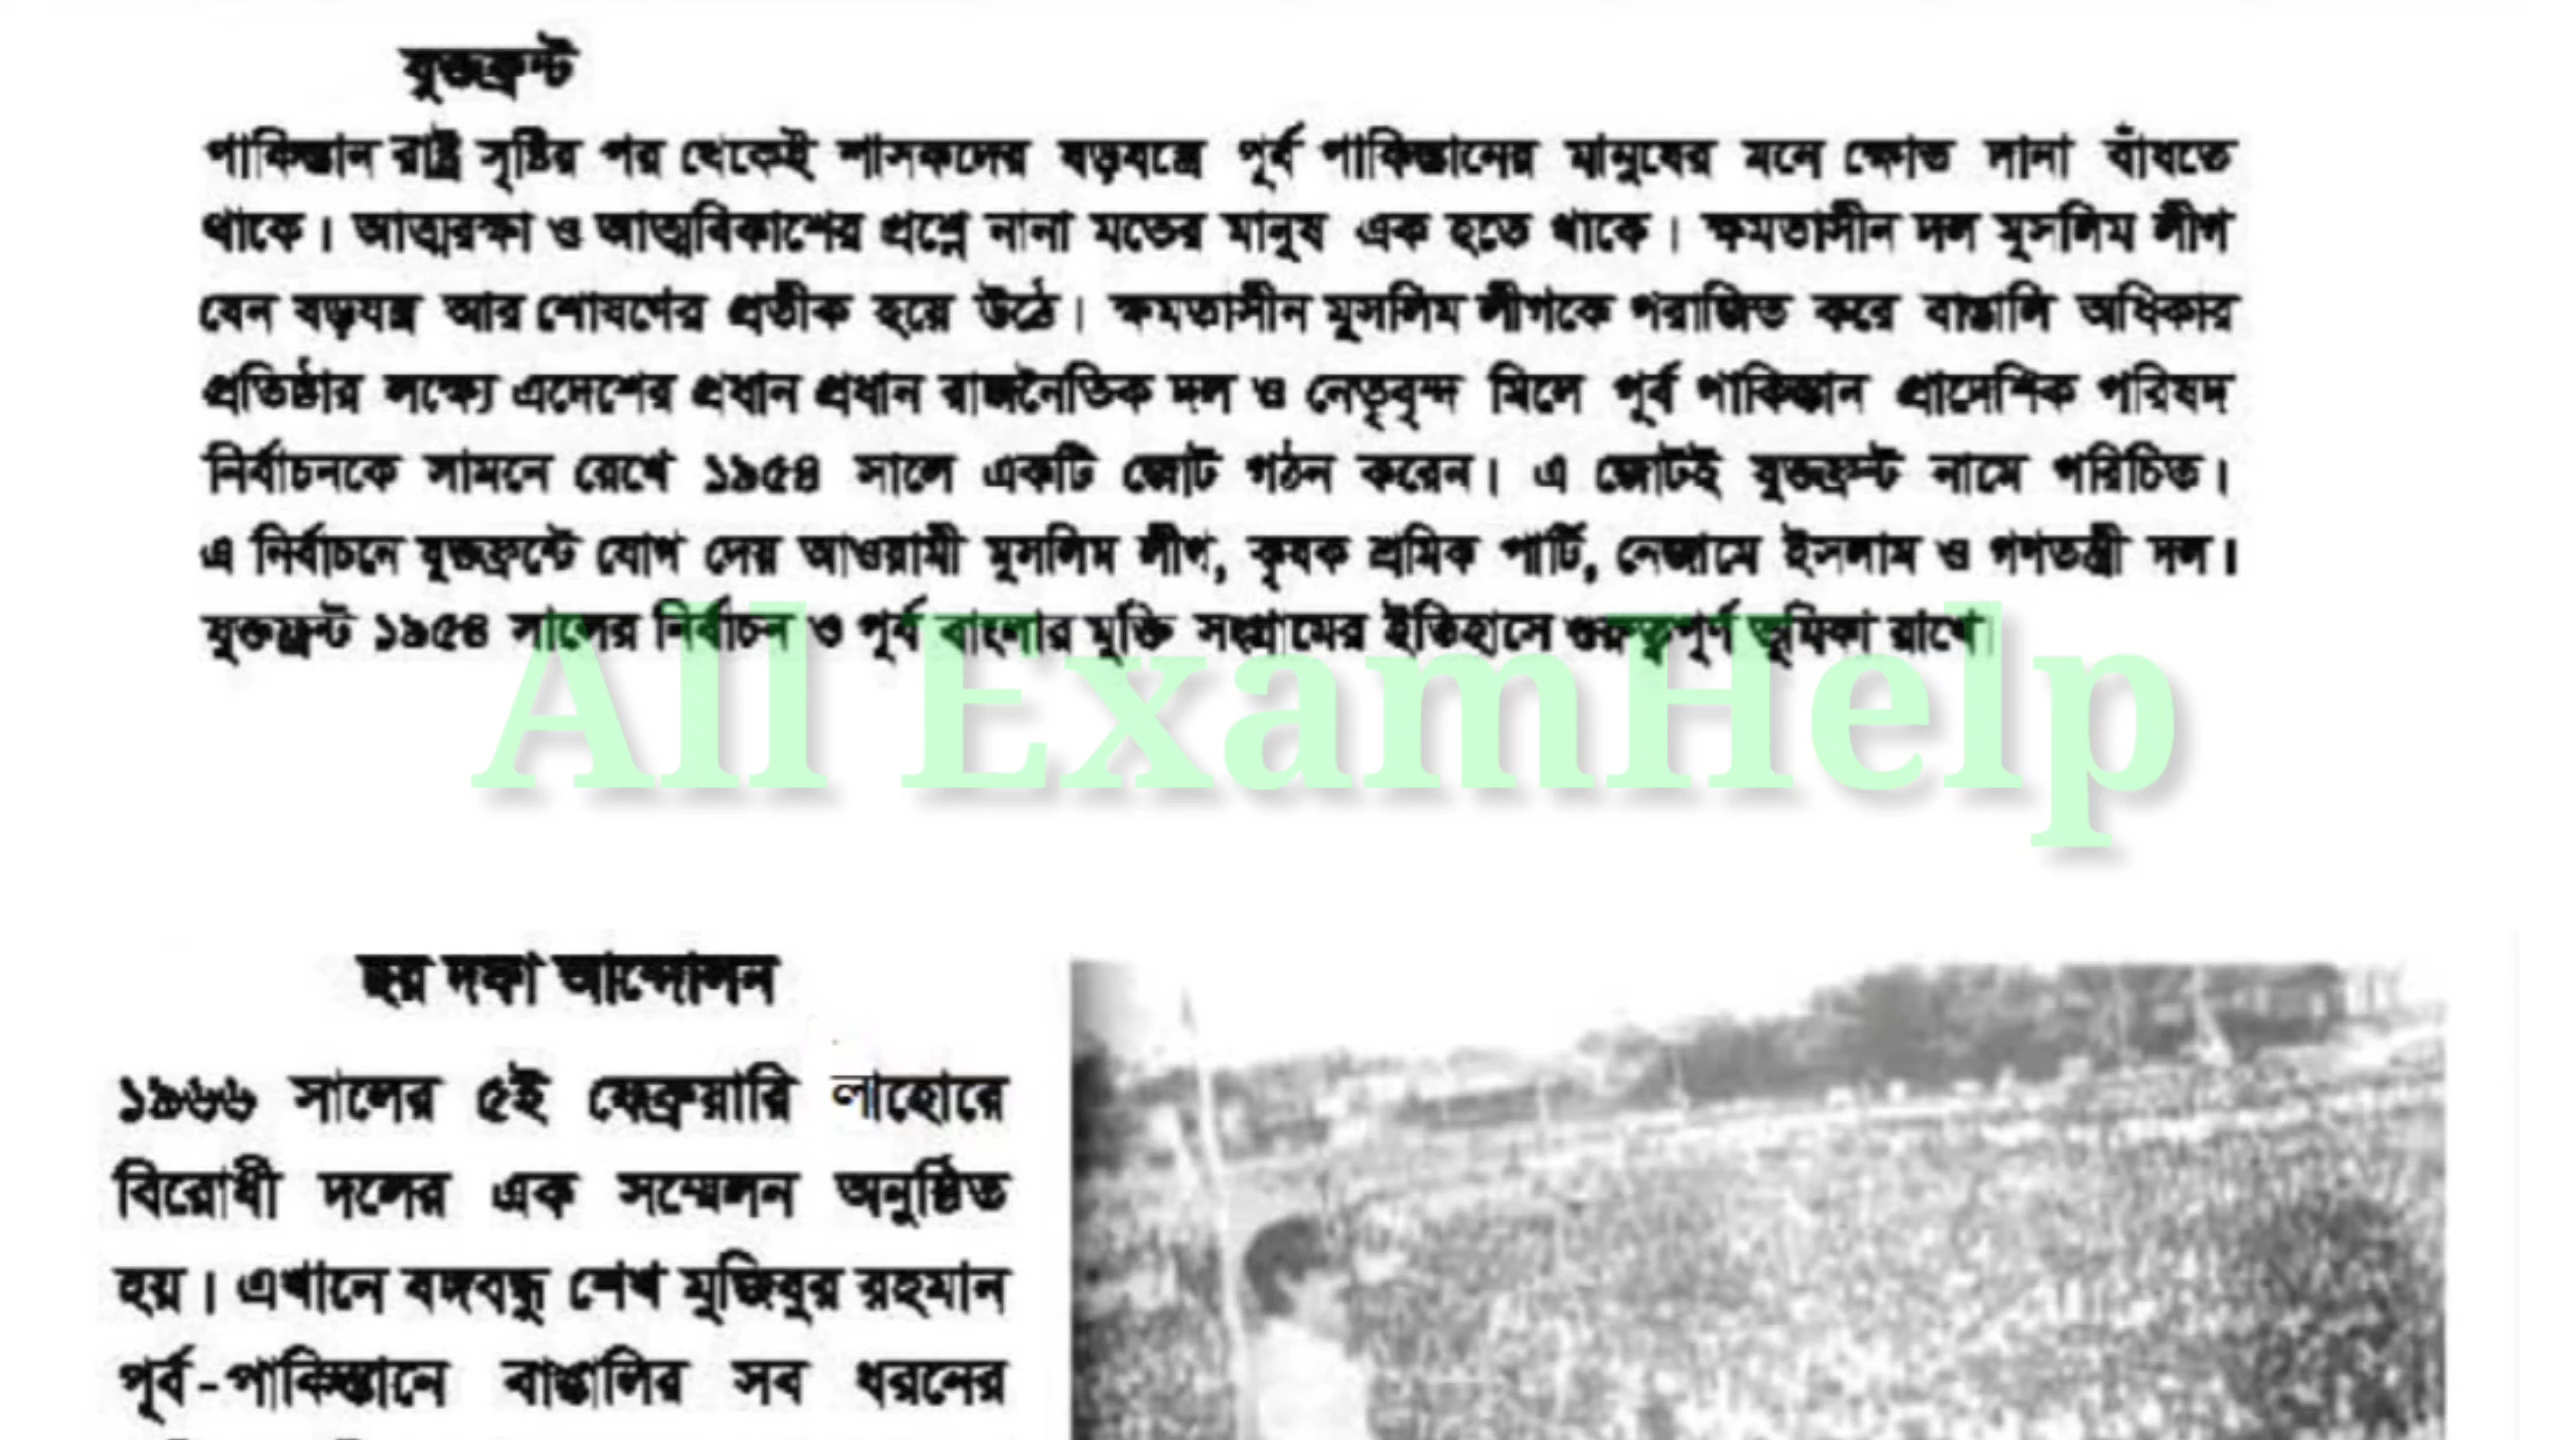 যুক্তফ্রন্ট
পাকিস্তান রাষ্ট্র সৃষ্টির পর থেকেই শাসকদের ষড়যন্ত্রে পূর্ব পাকিস্তানের মানুষের মনে ক্ষোভ দানা বাঁধতে
থাকে। আত্মরক্ষা ও আত্মবিকাশের প্রশ্নে নানা মতের মানুষ এক হতে থাকে। ক্ষমতাসীন দল মুসলিম লীগ
যেন ষড়যন্ত্র আর শোষণের প্রতীক হয়ে উঠে। ক্ষমতাসীন মুসলিম লীগকে পরাজিত করে বাঙালি অধিকার
প্রতিষ্ঠার লক্ষ্যে এদেশের প্রধান প্রধান রাজনৈতিক দল ও নেতৃবৃন্দ মিলে পূর্ব পাকিস্তান প্রাদেশিক পরিষদ
নির্বাচনকে সামনে রেখে ১৯৫৪ সালে একটি জোট গঠন করেন। এ জোটই যুক্তফ্রন্ট নামে পরিচিত।
এ নির্বাচনে যুক্তফ্রন্টে যোগ দেয় আওয়ামী মুসলিম লীগ, কৃষক শ্রমিক পার্টি, নেজামে ইসলাম ও গণতন্ত্রী দল।
যুক্তফ্রন্ট ১৯৫৪ সালের নির্বাচন ও পূর্ব বাংলার মুক্তি সংগ্রামের ইতিহাসে গুরুত্বপূর্ণ ভূমিকা রাখে।
All ExamHelp
ছয় দফা আন্দোলন
১৯৬৬ সালের ৫ই ফেব্রুয়ারি লাহোরে
বিরোধী দলের এক সম্মেলন অনুষ্ঠিত
হয়। এখানে বঙ্গবন্ধু শেখ মুজিবুর রহমান
পূর্ব-পাকিস্তানে বাঙালির সব ধরনের